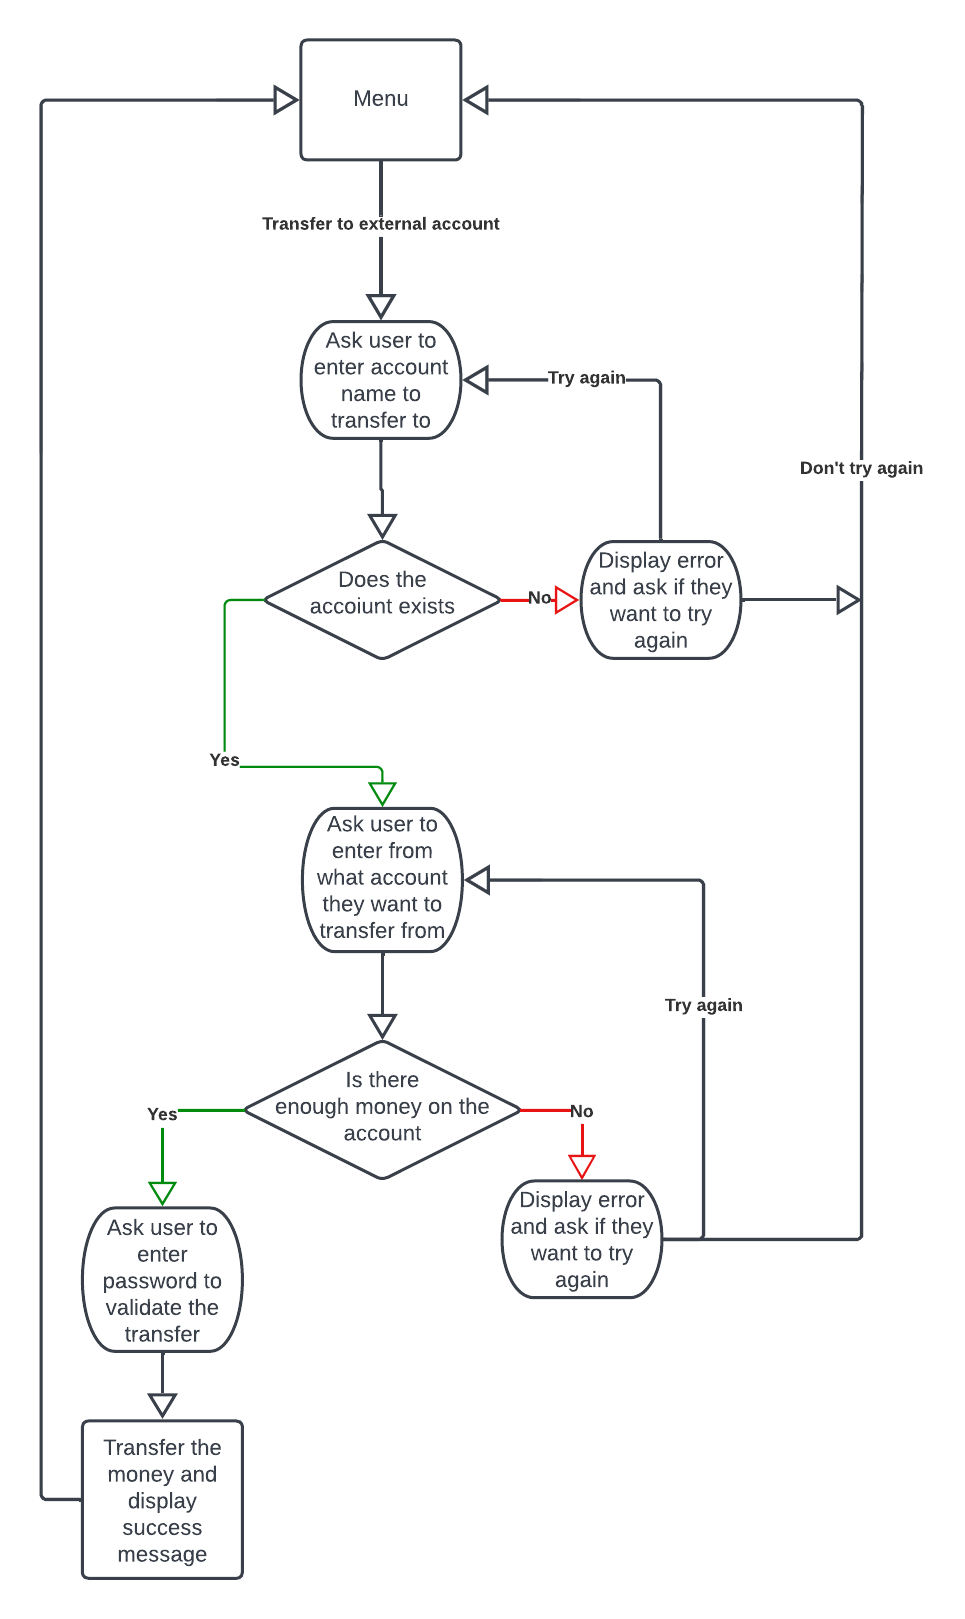 Menu
Transfer to external account
Ask user to
enter account
name to
transfer to
Try again
Don't try again
Does the
accoiunt exists
No
Display error
and ask if they
want to try
again
Yes
Ask user to
enter from
what account
they want to
transfer from
Try again
Is there
enough money on the
account
Yes
No
Display error
and ask if they
want to try
again
Ask user to
enter
password to
validate the
transfer
Transfer the
money and
display
success
message